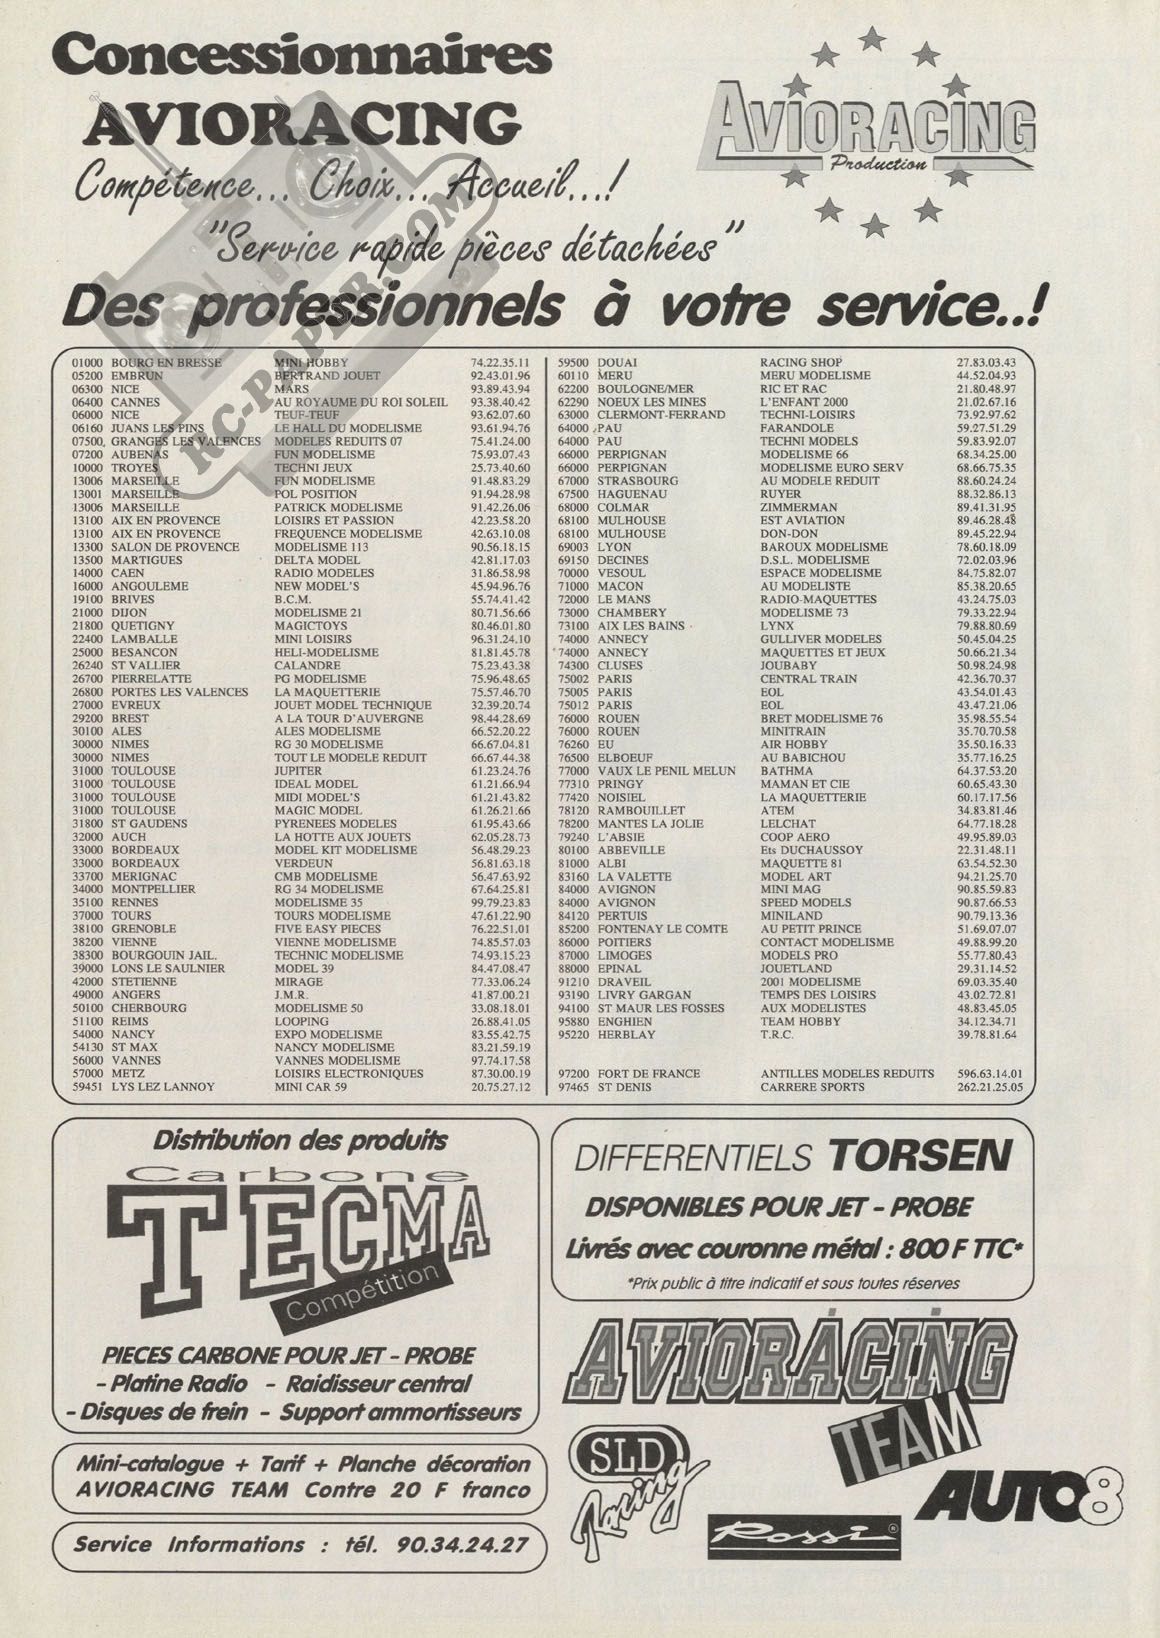 Concessionnaires
AVIORACING
Compétence... Choix... Accueil...!
"Service rapide pièces détachées"
AVIORACING
Production
RC-PAPER.COM
Des professionnels à votre service..!
01000 BOURG EN BRESSE MINI HOBBY 74.22.35.11
05200 EMBRUN BERTRAND JOUET 92.43.01.96
06300 NICE MARS 93.89.43.94
06400 CANNES AU ROYAUME DU ROI SOLEIL 93.38.40.42
06000 NICE TEUF-TEUF 93.62.07.60
06160 JUANS LES PINS LE HALL DU MODELISME 93.61.94.76
07500, GRANGES LES VALENCES MODELES REDUITS 07 75.41.24.00
07200 AUBENAS FUN MODELISME 75.93.07.43
10000 TROYES TECHNI JEUX 25.73.40.60
13006 MARSEILLE FUN MODELISME 91.48.83.29
13001 MARSEILLE POL POSITION 91.94.28.98
13006 MARSEILLE PATRICK MODELISME 91.42.26.06
13100 AIX EN PROVENCE LOISIRS ET PASSION 42.23.58.20
13100 AIX EN PROVENCE FREQUENCE MODELISME 42.63.10.08
13300 SALON DE PROVENCE MODELISME 113 90.56.18.15
13500 MARTIGUES DELTA MODEL 42.81.17.03
14000 CAEN RADIO MODELES 31.86.58.98
16000 ANGOULEME NEW MODEL'S 45.94.96.76
19100 BRIVES B.C.M. 55.74.41.42
21000 DIJON MODELISME 21 80.71.56.66
21800 QUETIGNY MAGICTOYS 80.46.01.80
22400 LAMBALLE MINI LOISIRS 96.31.24.10
25000 BESANCON HELI-MODELISME 81.81.45.78
26240 ST VALLIER CALANDRE 75.23.43.38
26700 PIERRELATTE PG MODELISME 75.96.48.65
26800 PORTES LES VALENCES LA MAQUETTERIE 75.57.46.70
27000 EVREUX JOUET MODEL TECHNIQUE 32.39.20.74
29200 BREST A LA TOUR D'AUVERGNE 98.44.28.69
30100 ALES ALES MODELISME 66.52.20.22
30000 NIMES RG 30 MODELISME 66.67.04.81
30000 NIMES TOUT LE MODELE REDUIT 66.67.44.38
31000 TOULOUSE JUPITER 61.23.24.76
31000 TOULOUSE IDEAL MODEL 61.21.66.94
31000 TOULOUSE MIDI MODEL'S 61.21.43.82
31000 TOULOUSE MAGIC MODEL 61.26.21.66
31800 ST GAUDENS PYRENEES MODELES 61.95.43.66
32000 AUCH LA HOTTE AUX JOUETS 62.05.28.73
33000 BORDEAUX MODEL KIT MODELISME 56.48.29.23
33000 BORDEAUX VERDEUN 56.81.63.18
33700 MERIGNAC CMB MODELISME 56.47.63.92
34000 MONTPELLIER RG 34 MODELISME 67.64.25.81
35100 RENNES MODELISME 35 99.79.23.83
37000 TOURS TOURS MODELISME 47.61.22.90
38100 GRENOBLE FIVE EASY PIECES 76.22.51.01
38200 VIENNE VIENNE MODELISME 74.85.57.03
38300 BOURGOUIN JAIL. TECHNIC MODELISME 74.93.15.23
39000 LONS LE SAULNIER MODEL 39 84.47.08.47
42000 STETIENNE MIRAGE 77.33.06.24
49000 ANGERS J.M.R. 41.87.00.21
50100 CHERBOURG MODELISME 50 33.08.18.01
51100 REIMS LOOPING 26.88.41.05
54000 NANCY EXPO MODELISME 83.55.42.75
54130 ST MAX NANCY MODELISME 83.21.59.19
56000 VANNES VANNES MODELISME 97.74.17.58
57000 METZ LOISIRS ELECTRONIQUES 87.30.00.19
59451 LYS LEZ LANNOY MINI CAR 59 20.75.27.12
59500 DOUAI RACING SHOP 27.83.03.43
60110 MERU MERU MODELISME 44.52.04.93
62200 BOULOGNE/MER RIC ET RAC 21.80.48.97
62290 NOEUX LES MINES L'ENFANT 2000 21.02.67.16
63000 CLERMONT-FERRAND TECHNI-LOISIRS 73.92.97.62
64000 PAU FARANDOLE 59.27.51.29
64000 PAU TECHNI MODELS 59.83.92.07
66000 PERPIGNAN MODELISME 66 68.34.25.00
66000 PERPIGNAN MODELISME EURO SERV 68.66.75.35
67000 STRASBOURG AU MODELE REDUIT 88.60.24.24
67500 HAGUENAU RUYER 88.32.86.13
68000 COLMAR ZIMMERMAN 89.41.31.95
68100 MULHOUSE EST AVIATION 89.46.28.48
68100 MULHOUSE DON-DON 89.45.22.94
69003 LYON BAROUX MODELISME 78.60.18.09
69150 DECINES D.S.L. MODELISME 72.02.03.96
70000 VESOUL ESPACE MODELISME 84.75.82.07
71000 MACON AU MODELISTE 85.38.20.65
72000 LE MANS RADIO-MAQUETTES 43.24.75.03
73000 CHAMBERY MODELISME 73 79.33.22.94
73100 AIX LES BAINS LYNX 79.88.80.69
74000 ANNECY GULLIVER MODELES 50.45.04.25
74000 ANNECY MAQUETTES ET JEUX 50.66.21.34
74300 CLUSES JOUBABY 50.98.24.98
75002 PARIS CENTRAL TRAIN 42.36.70.37
75005 PARIS EOL 43.54.01.43
75012 PARIS EOL 43.47.21.06
76000 ROUEN BRET MODELISME 76 35.98.55.54
76000 ROUEN MINITRAIN 35.70.70.58
76260 EU AIR HOBBY 35.50.16.33
76500 ELBOEUF AU BABICHOU 35.77.16.25
77000 VAUX LE PENIL MELUN BATHMA 64.37.53.20
77310 PRINGY MAMAN ET CIE 60.65.43.30
77420 NOISIEL LA MAQUETTERIE 60.17.17.56
78120 RAMBOUILLET ATEM 34.83.81.46
78200 MANTES LA JOLIE LELCHAT 64.77.18.28
79240 L'ABSIE COOP AERO 49.95.89.03
80100 ABBEVILLE Ets DUCHAUSSOY 22.31.48.11
81000 ALBI MAQUETTE 81 63.54.52.30
83160 LA VALETTE MODEL ART 94.21.25.70
84000 AVIGNON MINI MAG 90.85.59.83
84000 AVIGNON SPEED MODELS 90.87.66.53
84120 PERTUIS MINILAND 90.79.13.36
85200 FONTENAY LE COMTE AU PETIT PRINCE 51.69.07.07
86000 POITIERS CONTACT MODELISME 49.88.99.20
87000 LIMOGES MODELS PRO 55.77.80.43
88000 EPINAL JOUETLAND 29.31.14.52
91210 DRAVEIL 2001 MODELISME 69.03.35.40
93190 LIVRY GARGAN TEMPS DES LOISIRS 43.02.72.81
94100 ST MAUR LES FOSSES AUX MODELISTES 48.83.45.05
95880 ENGHIEN TEAM HOBBY 34.12.34.71
95220 HERBLAY T.R.C. 39.78.81.64
97200 FORT DE FRANCE ANTILLES MODELES REDUITS 596.63.14.01
97465 ST DENIS CARRERE SPORTS 262.21.25.05
Distribution des produits
Carbone
TECMA
Compétition
PIECES CARBONE POUR JET - PROBE
- Platine Radio - Raidisseur central
- Disques de frein - Support ammortisseurs
Mini-catalogue + Tarif + Planche décoration
AVIORACING TEAM Contre 20 F franco
Service Informations : tél. 90.34.24.27
DIFFERENTIELS TORSEN
DISPONIBLES POUR JET - PROBE
Livrés avec couronne métal : 800 F TTC*
*Prix public à titre indicatif et sous toutes réserves
AVIORACING
TEAM
SLD
Racing
AUTO8
Rossi ®